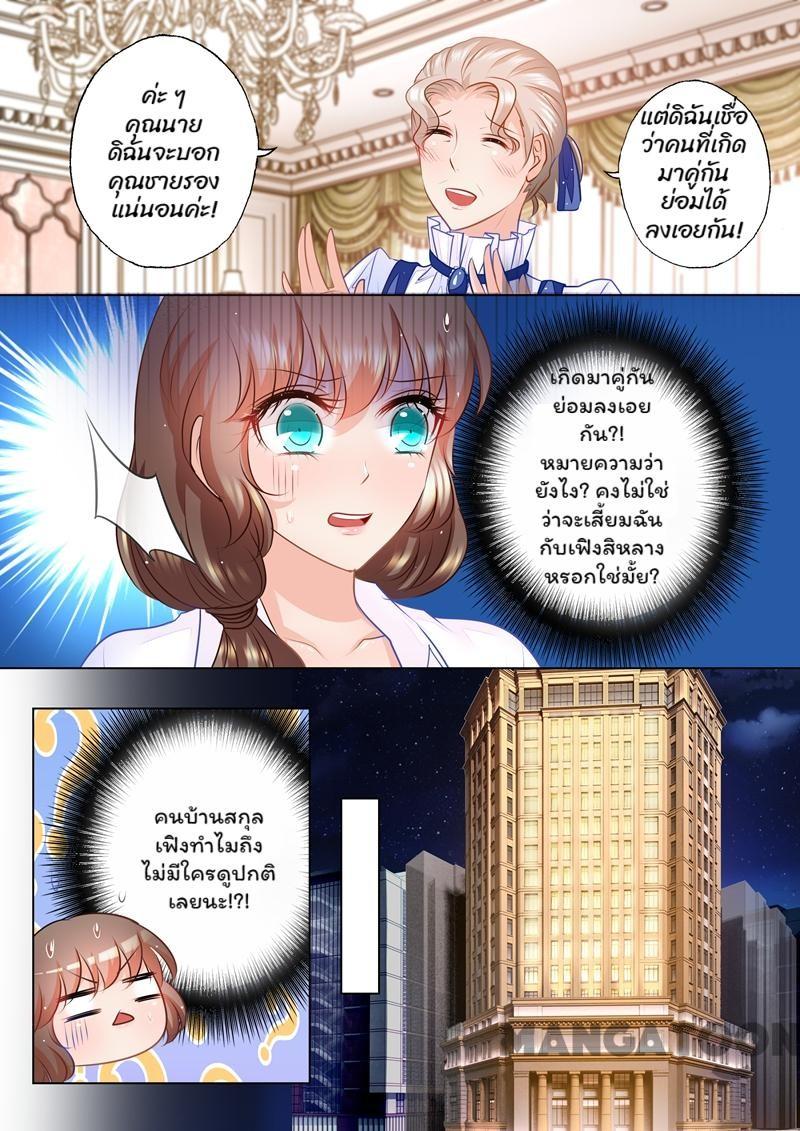 ค่ะ ๆ
คุณนาย
ดิฉันจะบอก
คุณชายรอง
แน่นอนค่ะ!
แต่ดิฉันเชื่อ
ว่าคนที่เกิด
มาคู่กัน
ย่อมได้
ลงเอยกัน!
เกิดมาคู่กัน
ย่อมลงเอย
กัน?!
หมายความว่า
ยังไง? คงไม่ใช่
ว่าจะเสี้ยมฉัน
กับเฟิงสิหลาง
หรอกใช่มั้ย?
คนบ้านสกุล
เฟิงทำไมถึง
ไม่มีใครดูปกติ
เลยนะ!?!
MANGATOON